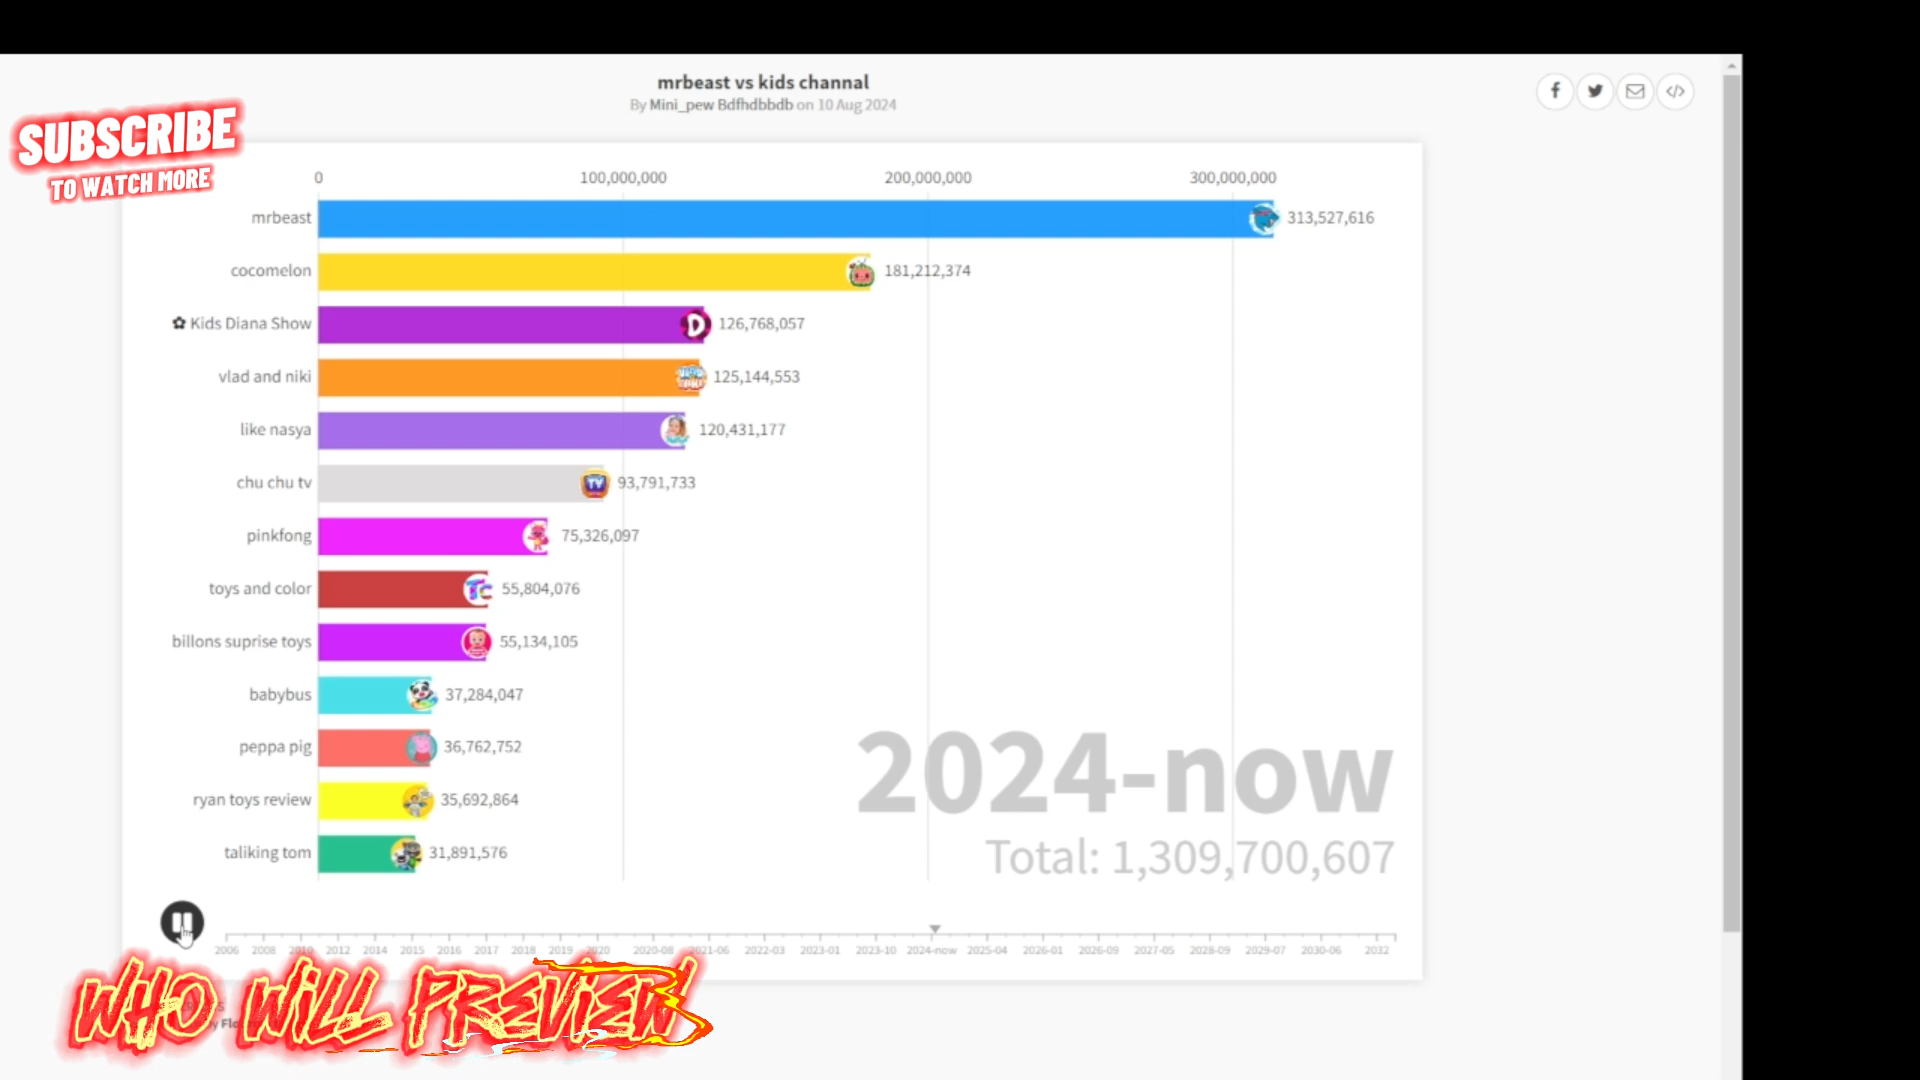 mrbeast vs kids channal
By Mini_pew Bdfhdbbdb on 10 Aug 2024
SUBSCRIBE
TO WATCH MORE
0 100,000,000 200,000,000 300,000,000
mrbeast 313,527,616
cocomelon 181,212,374
✿ Kids Diana Show D 126,768,057
vlad and niki 125,144,553
like nasya 120,431,177
chu chu tv TV 93,791,733
pinkfong 75,326,097
toys and color Tc 55,804,076
billons suprise toys 55,134,105
babybus 37,284,047
peppa pig 36,762,752
ryan toys review 35,692,864
taliking tom 31,891,576
2024-now
Total: 1,309,700,607
2006 2008 2010 2012 2014 2015 2016 2017 2018 2019 2020 2020-08 2021-06 2022-03 2023-01 2023-10 2024-now 2025-04 2026-01 2026-09 2027-05 2028-09 2029-07 2030-06 2032
WHO WILL PREVIEW